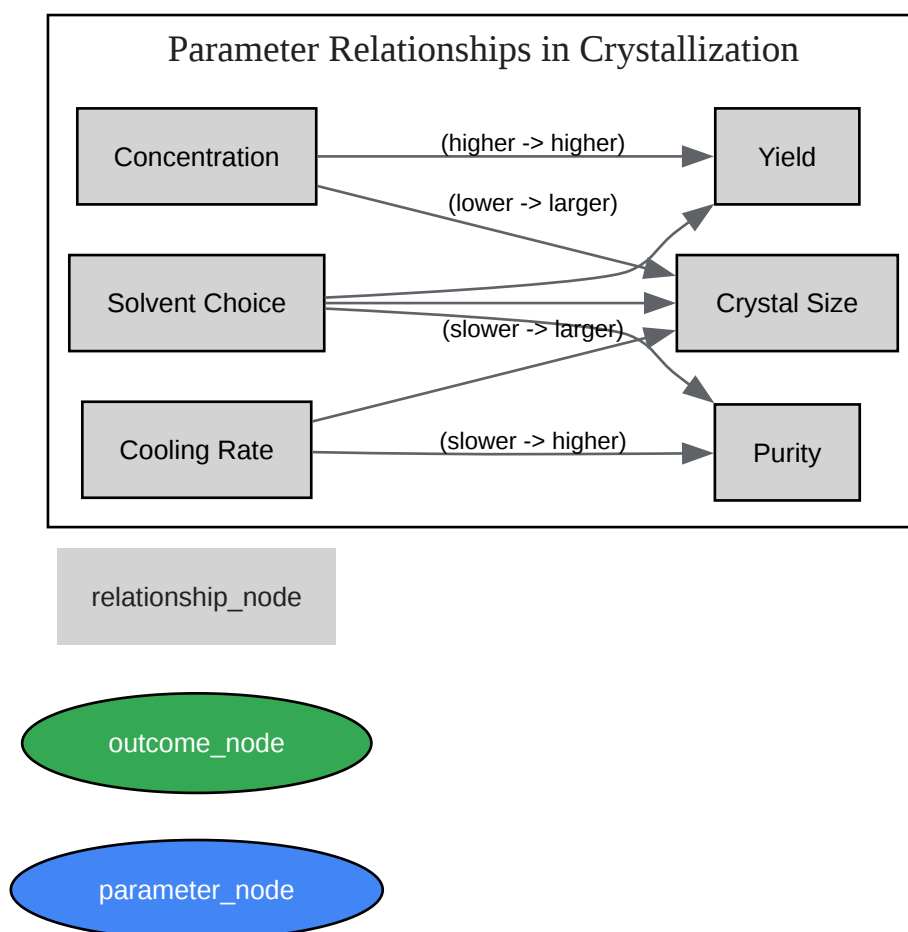 Parameter Relationships in Crystallization
Concentration
(higher -> higher)
Yield
(lower -> larger)
Solvent Choice
Crystal Size
(slower -> larger)
Cooling Rate
(slower -> higher)
Purity
relationship_node
outcome_node
parameter_node